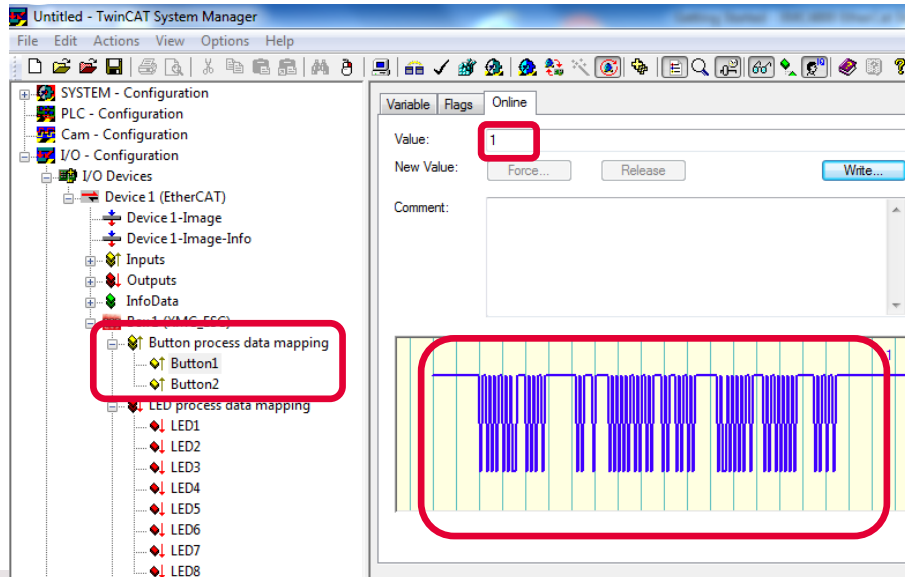 Untitled - TwinCAT System Manager
File Edit Actions View Options Help
SYSTEM - Configuration
PLC - Configuration
Cam - Configuration
I/O - Configuration
I/O Devices
Device 1 (EtherCAT)
Device 1-Image
Device 1-Image-Info
Inputs
Outputs
InfoData
Box 1 (XMC_ESC)
Button process data mapping
Button1
Button2
LED process data mapping
LED1
LED2
LED3
LED4
LED5
LED6
LED7
LED8
Variable Flags Online
Value: 1
New Value: Force... Release Write...
Comment:
1